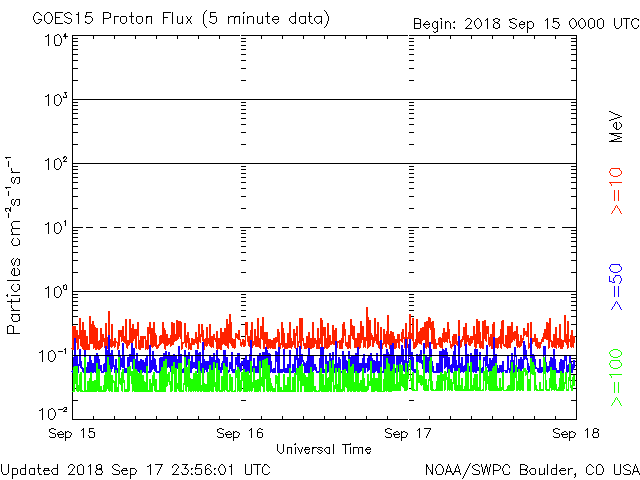 GOES15 Proton Flux (5 minute data)
Begin: 2018 Sep 15 0000 UTC
10⁴
10³
10²
10¹
10⁰
10⁻¹
10⁻²
Particles cm⁻²s⁻¹sr⁻¹
MeV
>=10
>=50
>=100
Sep 15
Sep 16
Sep 17
Sep 18
Universal Time
Updated 2018 Sep 17 23:56:01 UTC
NOAA/SWPC Boulder, CO USA